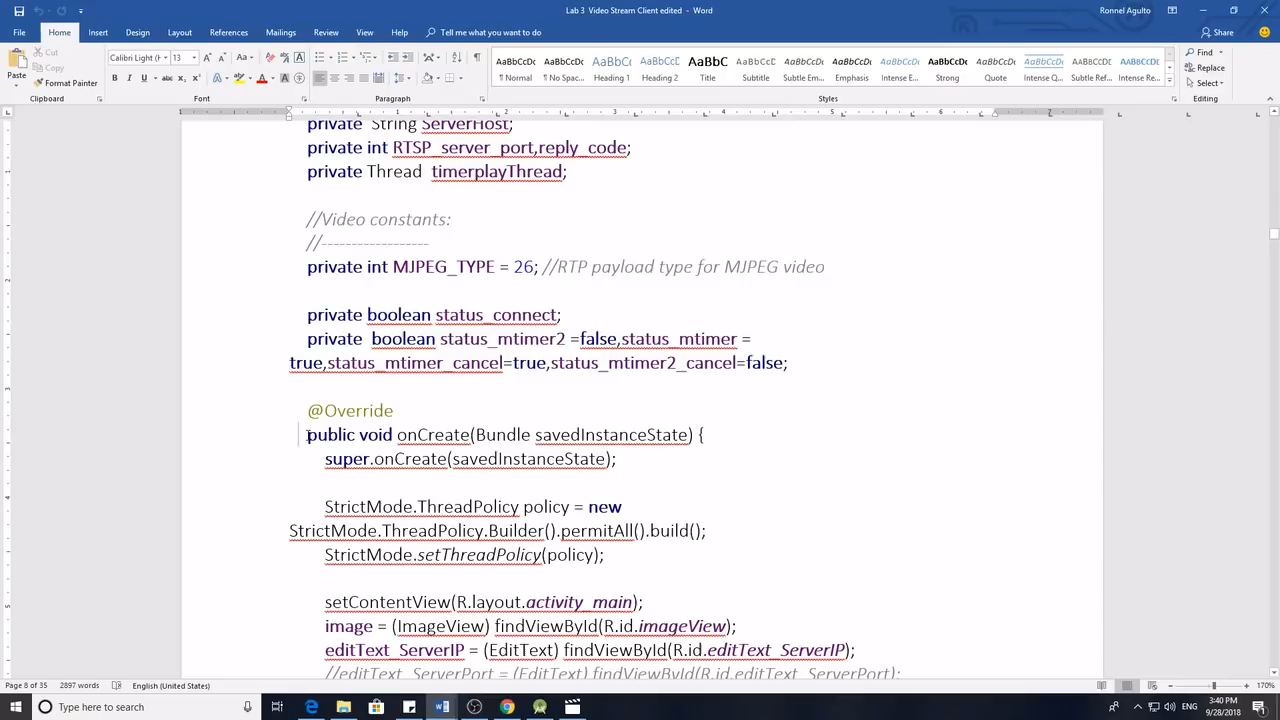 Lab 3 Video Stream Client edited - Word
Ronnel Agulto
File Home Insert Design Layout References Mailings Review View Help Tell me what you want to do Share
Paste
Cut
Copy
Format Painter
Clipboard
Calibri Light (H 13
Font
Paragraph
AaBbCcDc AaBbCcDc AaBbCc AaBbCcD AaBbC AaBbCcD AaBbCcDc AaBbCcDc AaBbCcDc AaBbCcDc AaBbCcDc AaBbCcDc AaBbCcDc AaBbCcDc
¶ Normal ¶ No Spac... Heading 1 Heading 2 Title Subtitle Subtle Em... Emphasis Intense E... Strong Quote Intense Q... Subtle Ref... Intense Re...
Styles
Find
Replace
Select
Editing
private String ServerHost;
private int RTSP_server_port,reply_code;
private Thread timerplayThread;
//Video constants:
//------------------
private int MJPEG_TYPE = 26; //RTP payload type for MJPEG video
private boolean status_connect;
private boolean status_mtimer2 =false,status_mtimer =
true,status_mtimer_cancel=true,status_mtimer2_cancel=false;
@Override
public void onCreate(Bundle savedInstanceState) {
super.onCreate(savedInstanceState);
StrictMode.ThreadPolicy policy = new
StrictMode.ThreadPolicy.Builder().permitAll().build();
StrictMode.setThreadPolicy(policy);
setContentView(R.layout.activity_main);
image = (ImageView) findViewById(R.id.imageView);
editText_ServerIP = (EditText) findViewById(R.id.editText_ServerIP);
//editText_ServerPort = (EditText) findViewById(R.id.editText_ServerPort);
Page 8 of 35 2897 words English (United States) 170%
Type here to search
ENG
3:40 PM
9/28/2018